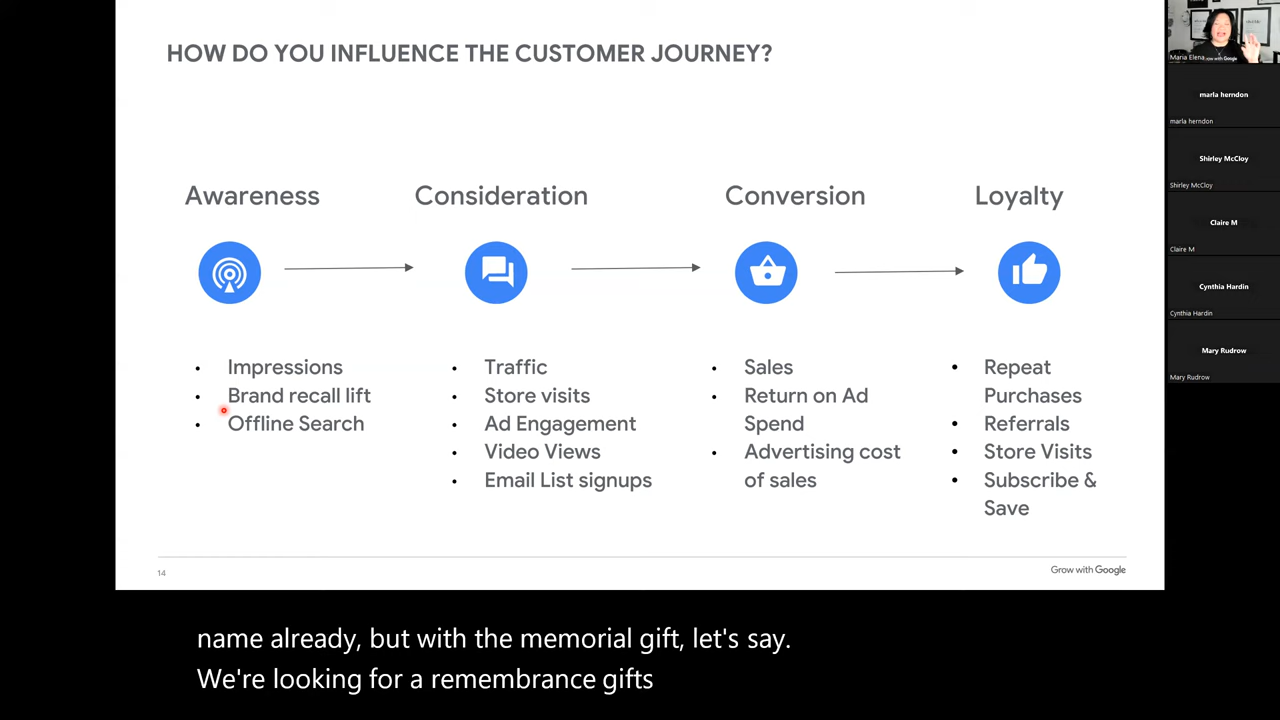 HOW DO YOU INFLUENCE THE CUSTOMER JOURNEY?
Awareness
Consideration
Conversion
Loyalty
• Impressions
• Brand recall lift
• Offline Search
• Traffic
• Store visits
• Ad Engagement
• Video Views
• Email List signups
• Sales
• Return on Ad
Spend
• Advertising cost
of sales
• Repeat
Purchases
• Referrals
• Store Visits
• Subscribe &
Save
14
Grow with Google
name already, but with the memorial gift, let's say.
We're looking for a remembrance gifts
Maria Elena
Grow with Google
marla herndon
marla herndon
Shirley McCloy
Shirley McCloy
Claire M
Claire M
Cynthia Hardin
Cynthia Hardin
Mary Rudrow
Mary Rudrow